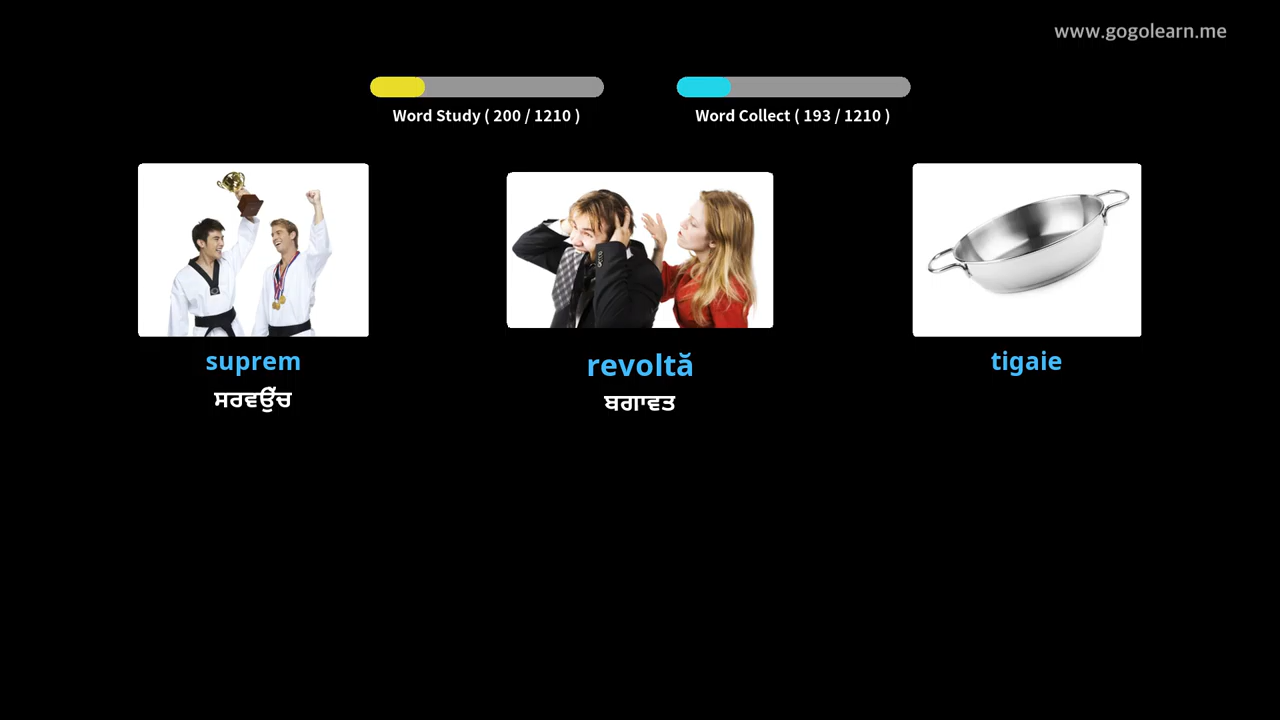 www.gogolearn.me
Word Study ( 200 / 1210 )
Word Collect ( 193 / 1210 )
suprem
ਸਰਵਉੱਚ
revoltă
ਬਗਾਵਤ
tigaie